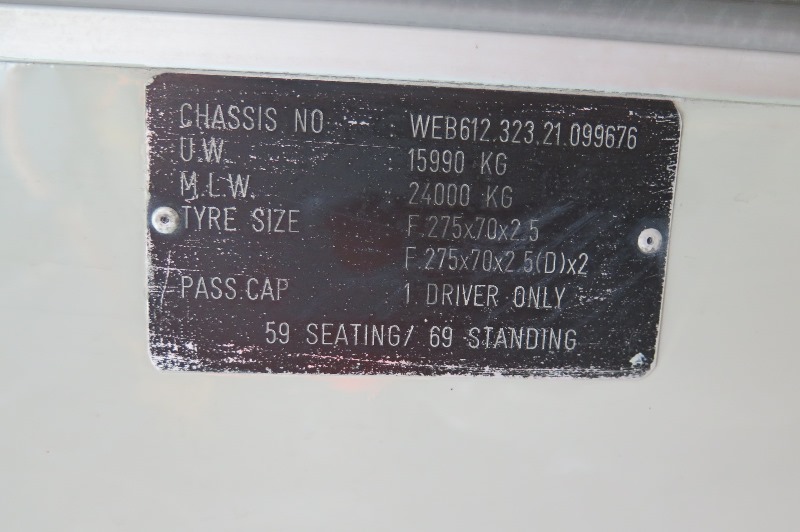 CHASSIS NO : WEB612.323.21.099676
U.W. : 15990 KG
M.L.W. : 24000 KG
TYRE SIZE : F.275x70x2.5
F.275x70x2.5(D)x2
PASS.CAP : 1 DRIVER ONLY
59 SEATING/ 69 STANDING